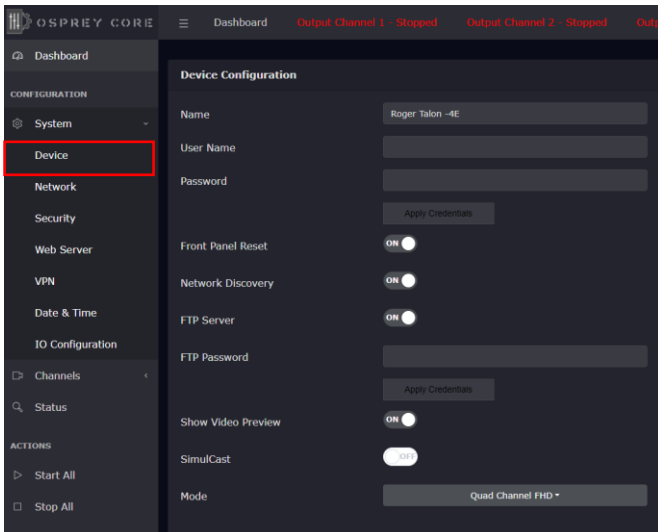 OSPREY CORE
Dashboard
Output Channel 1 - Stopped
Output Channel 2 - Stopped
Dashboard
CONFIGURATION
System
Device
Network
Security
Web Server
VPN
Date & Time
IO Configuration
Channels
Status
ACTIONS
Start All
Stop All
Device Configuration
Name
Roger Talon -4E
User Name
Password
Apply Credentials
Front Panel Reset
ON
Network Discovery
ON
FTP Server
ON
FTP Password
Apply Credentials
Show Video Preview
ON
SimulCast
OFF
Mode
Quad Channel FHD